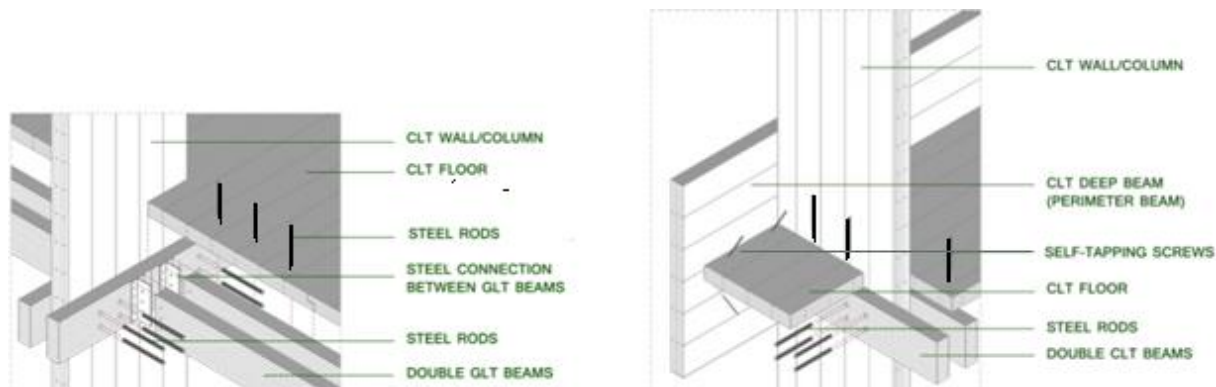 CLT WALL/COLUMN
CLT FLOOR
STEEL RODS
STEEL CONNECTION
BETWEEN GLT BEAMS
STEEL RODS
DOUBLE GLT BEAMS
CLT WALL/COLUMN
CLT DEEP BEAM
(PERIMETER BEAM)
SELF-TAPPING SCREWS
CLT FLOOR
STEEL RODS
DOUBLE CLT BEAMS